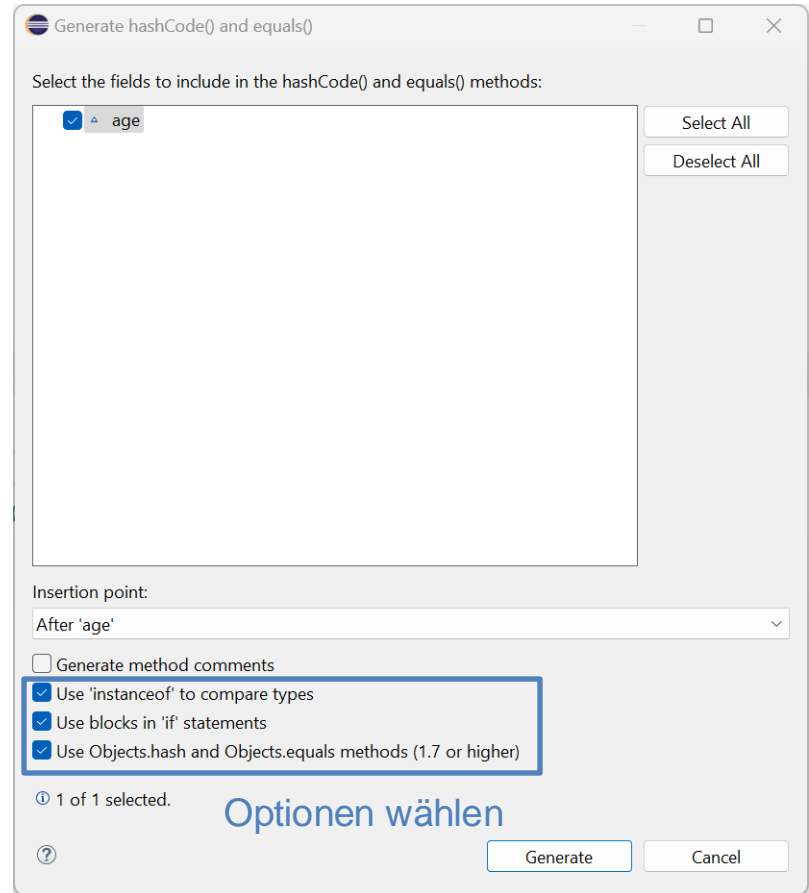 Generate hashCode() and equals()
Select the fields to include in the hashCode() and equals() methods:
age
Select All
Deselect All
Insertion point:
After 'age'
Generate method comments
Use 'instanceof' to compare types
Use blocks in 'if' statements
Use Objects.hash and Objects.equals methods (1.7 or higher)
1 of 1 selected.
Optionen wählen
Generate
Cancel